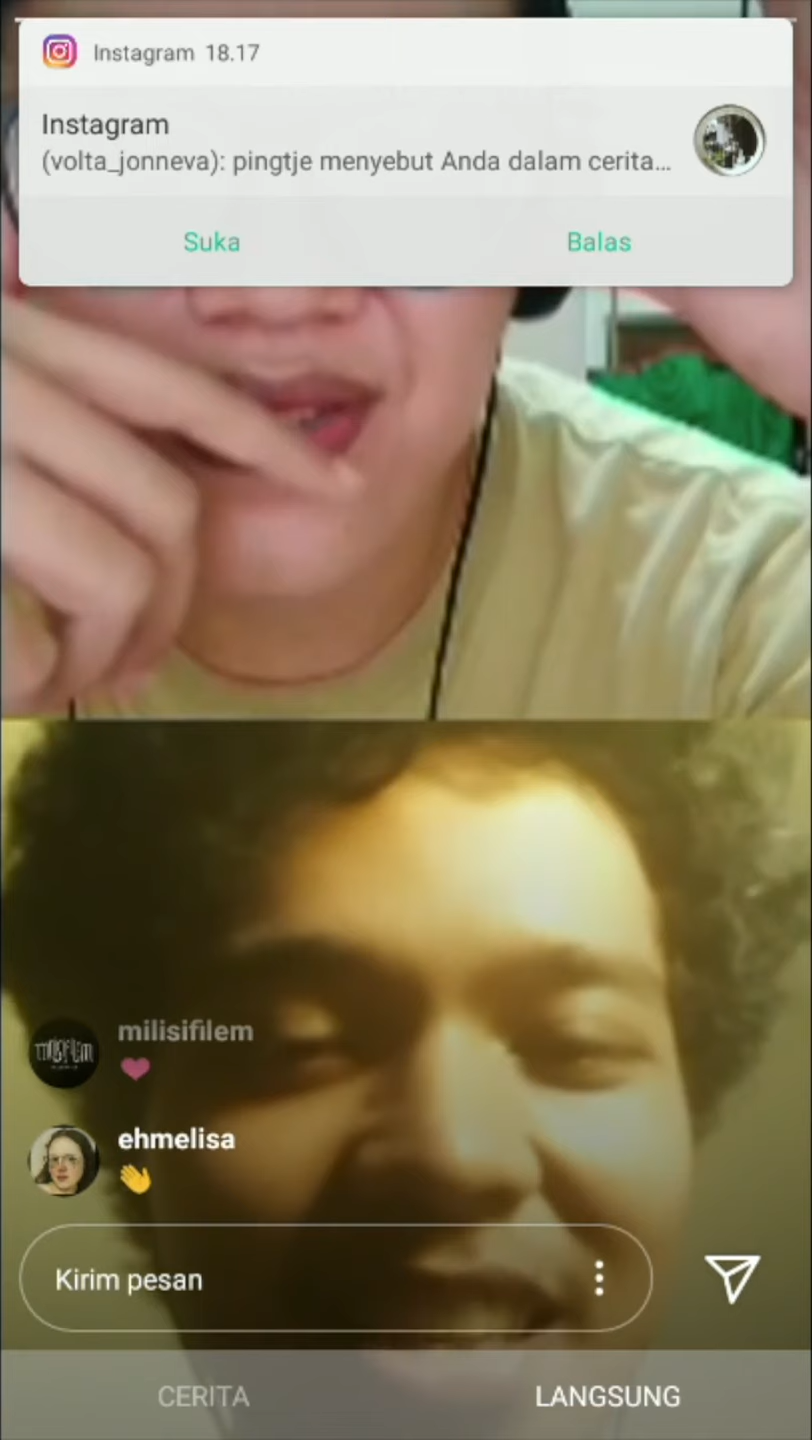 Instagram 18.17
Instagram
(volta_jonneva): pingtje menyebut Anda dalam cerita...
Suka
Balas
milisifilem
ehmelisa
Kirim pesan
CERITA
LANGSUNG